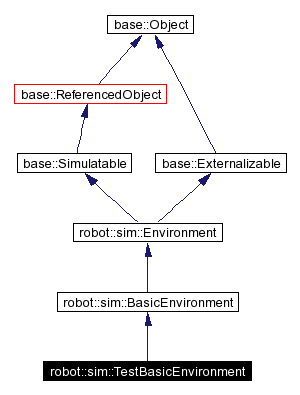 base::Object
base::ReferencedObject
base::Simulatable
base::Externalizable
robot::sim::Environment
robot::sim::BasicEnvironment
robot::sim::TestBasicEnvironment